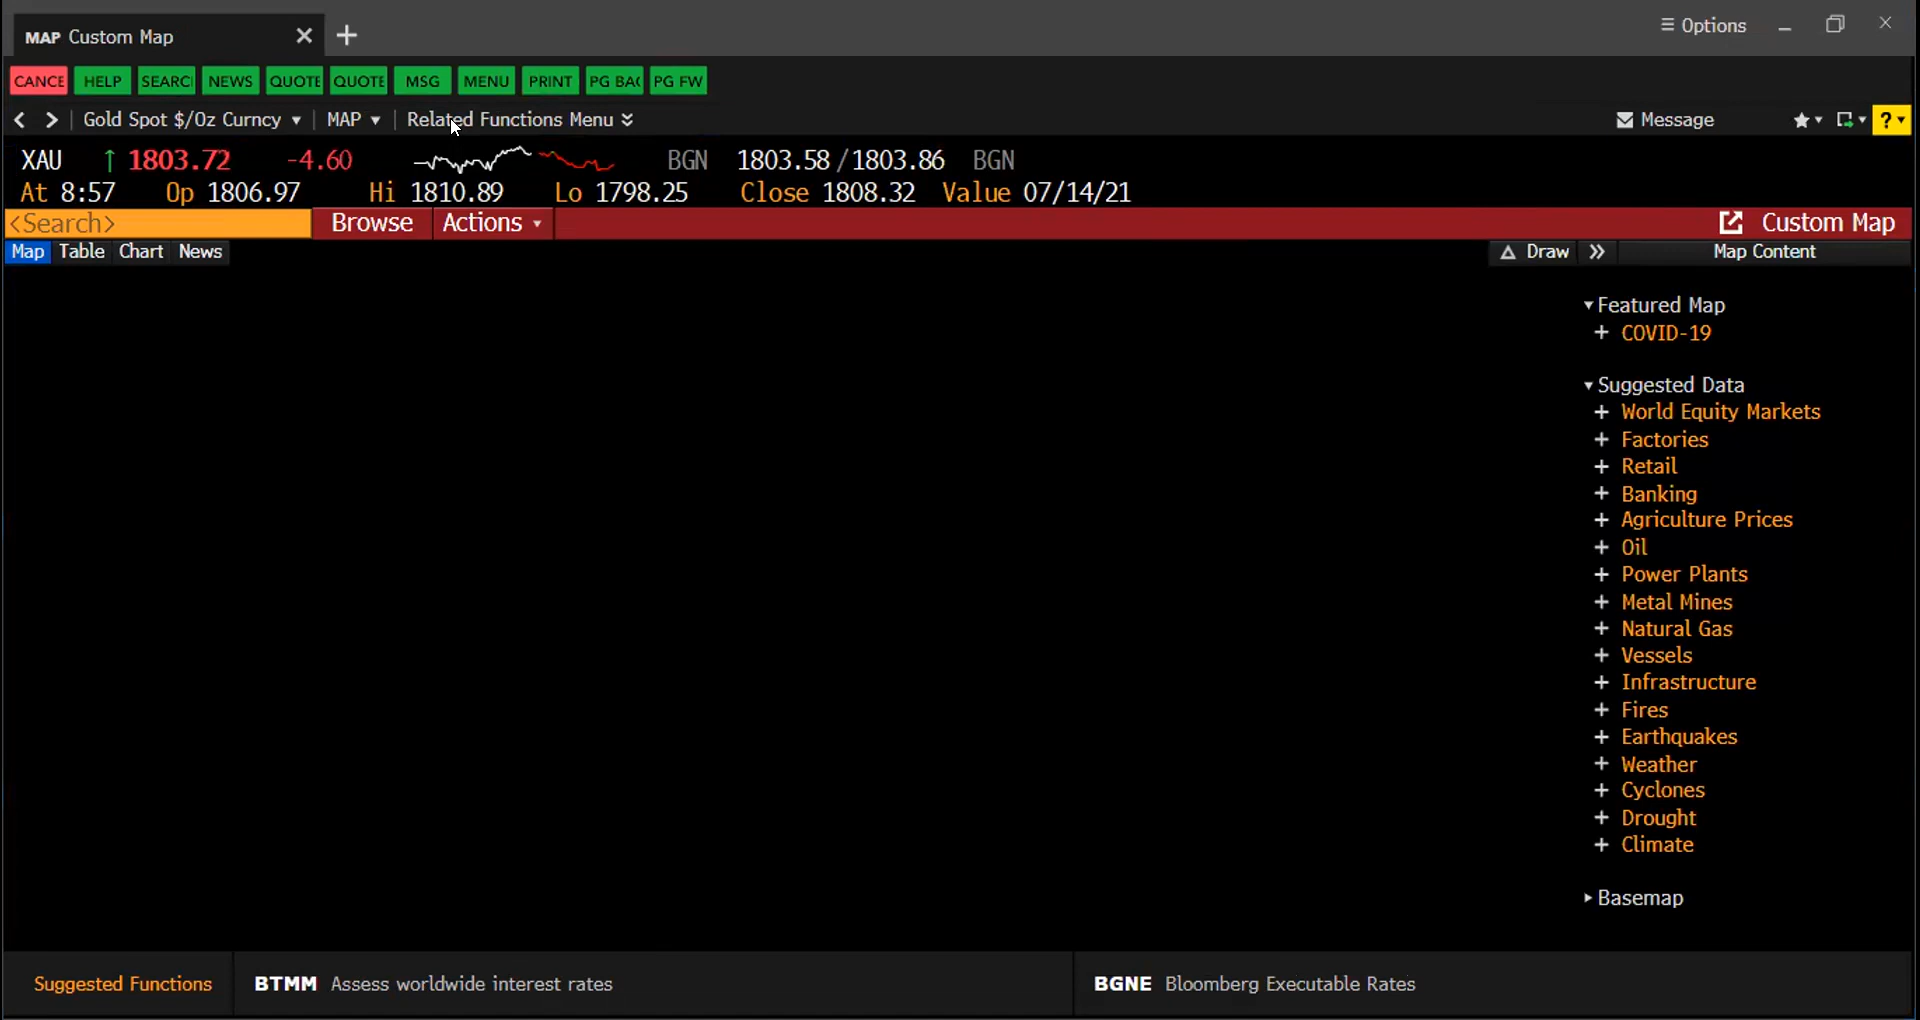 MAP Custom Map
Options
CANCE HELP SEARC NEWS QUOTE QUOTE MSG MENU PRINT PG BAC PG FW
Gold Spot $/Oz Curncy MAP Related Functions Menu Message ?
XAU ↑ 1803.72 -4.60 BGN 1803.58 / 1803.86 BGN
At 8:57 Op 1806.97 Hi 1810.89 Lo 1798.25 Close 1808.32 Value 07/14/21
<Search> Browse Actions Custom Map
Map Table Chart News Draw Map Content
Featured Map
+ COVID-19
Suggested Data
+ World Equity Markets
+ Factories
+ Retail
+ Banking
+ Agriculture Prices
+ Oil
+ Power Plants
+ Metal Mines
+ Natural Gas
+ Vessels
+ Infrastructure
+ Fires
+ Earthquakes
+ Weather
+ Cyclones
+ Drought
+ Climate
Basemap
Suggested Functions BTMM Assess worldwide interest rates BGNE Bloomberg Executable Rates